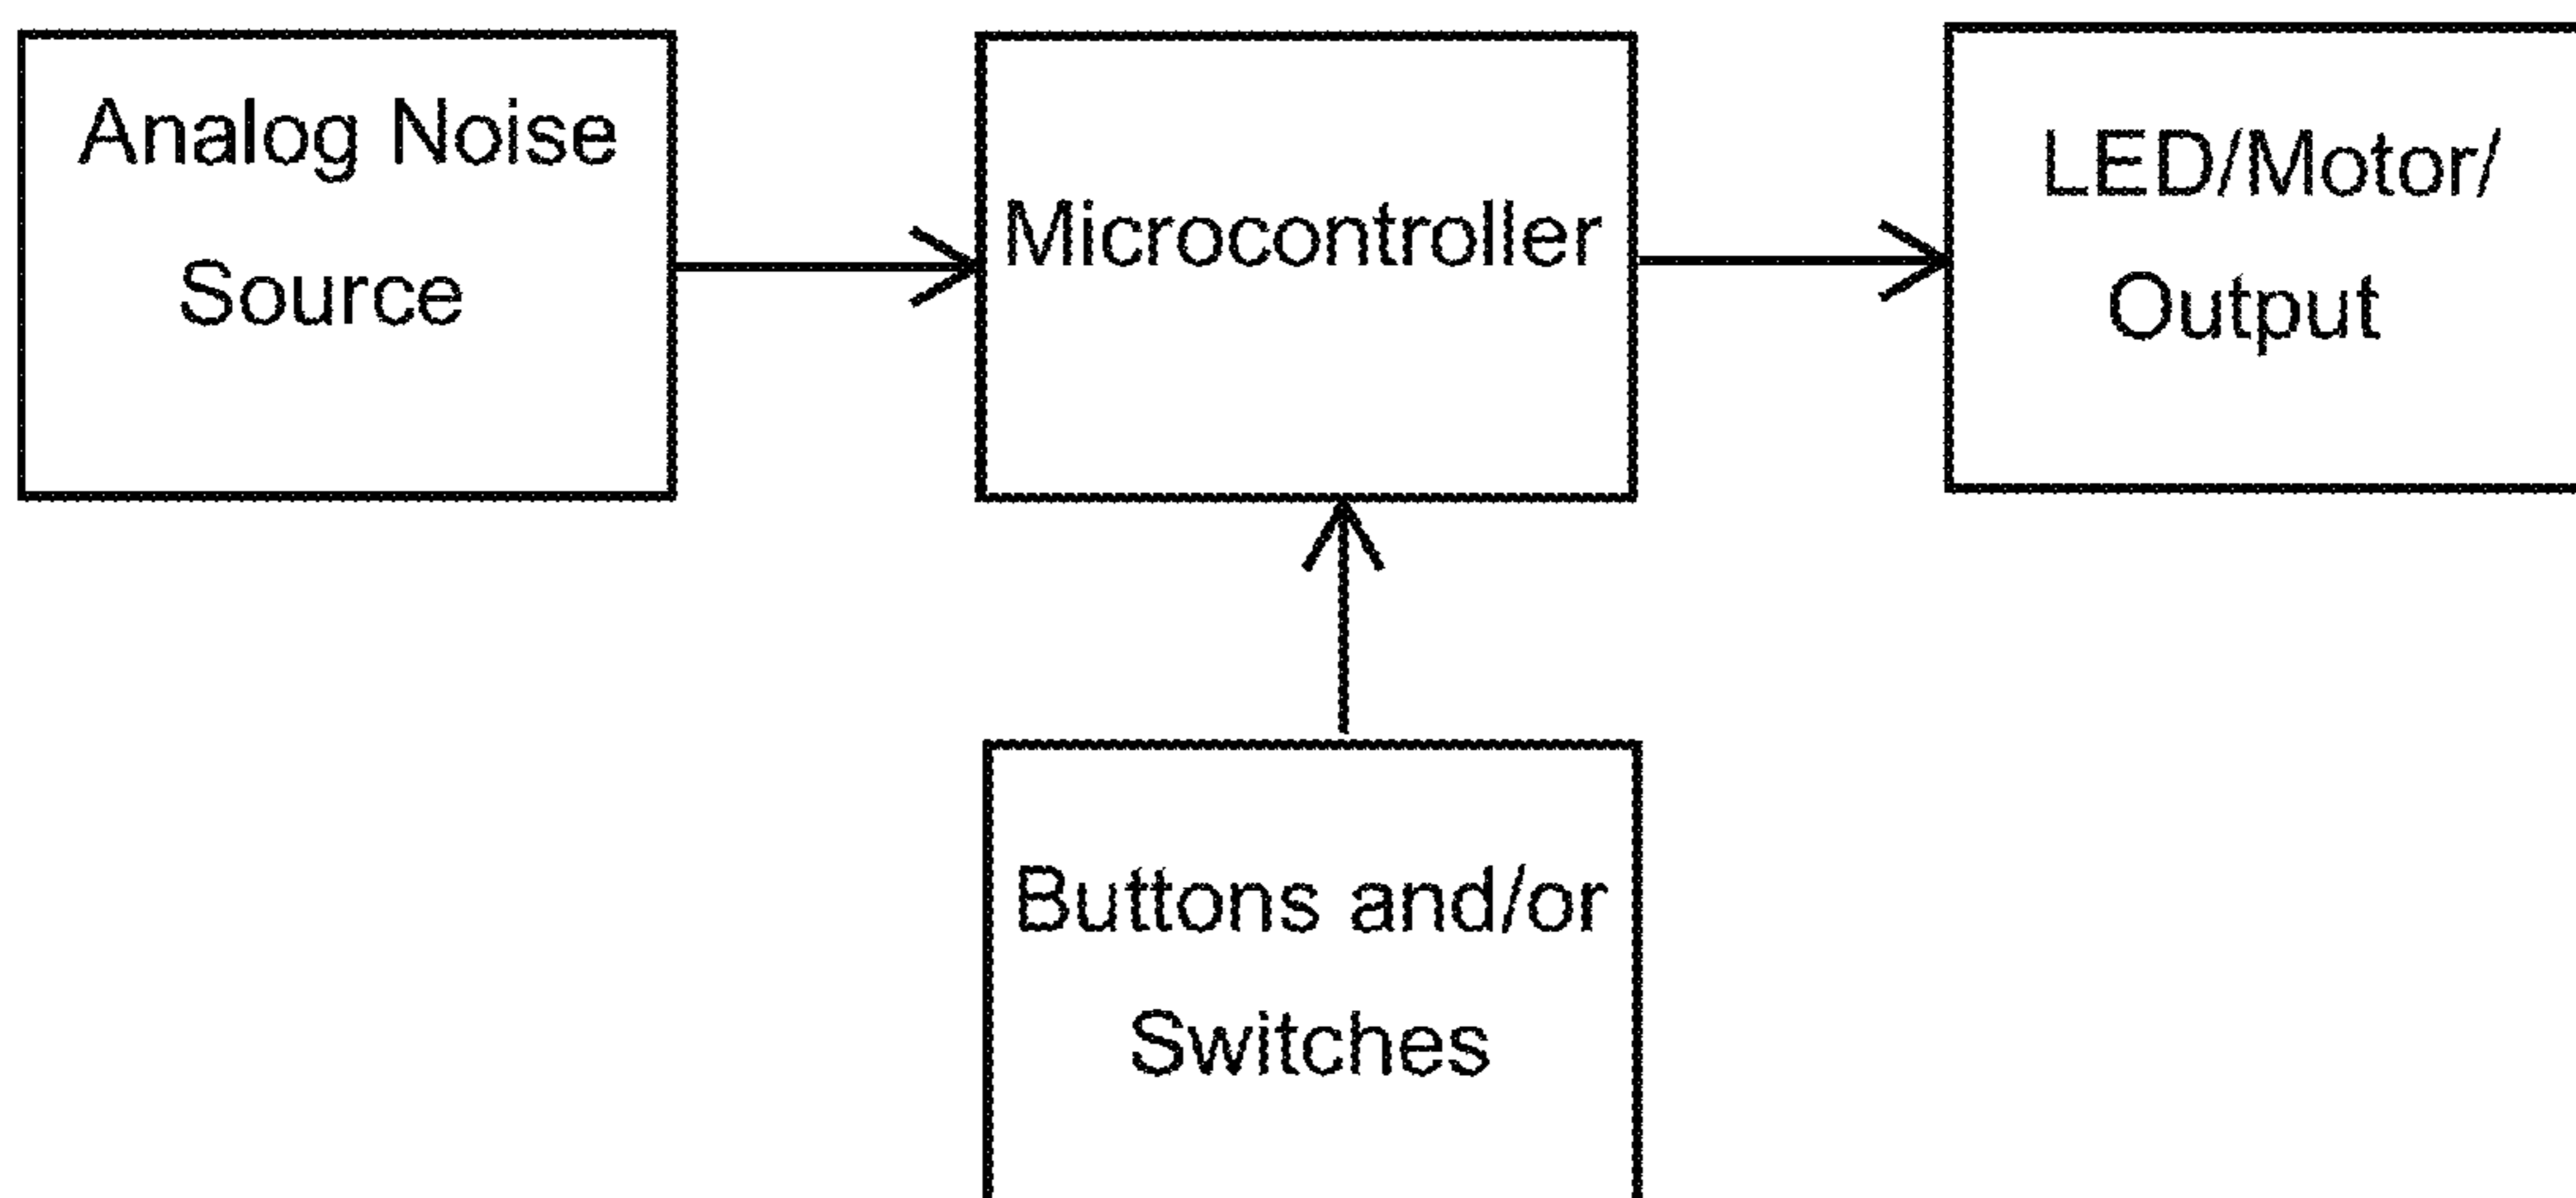 Analog Noise
Source
Microcontroller
LED/Motor/
Output
Buttons and/or
Switches